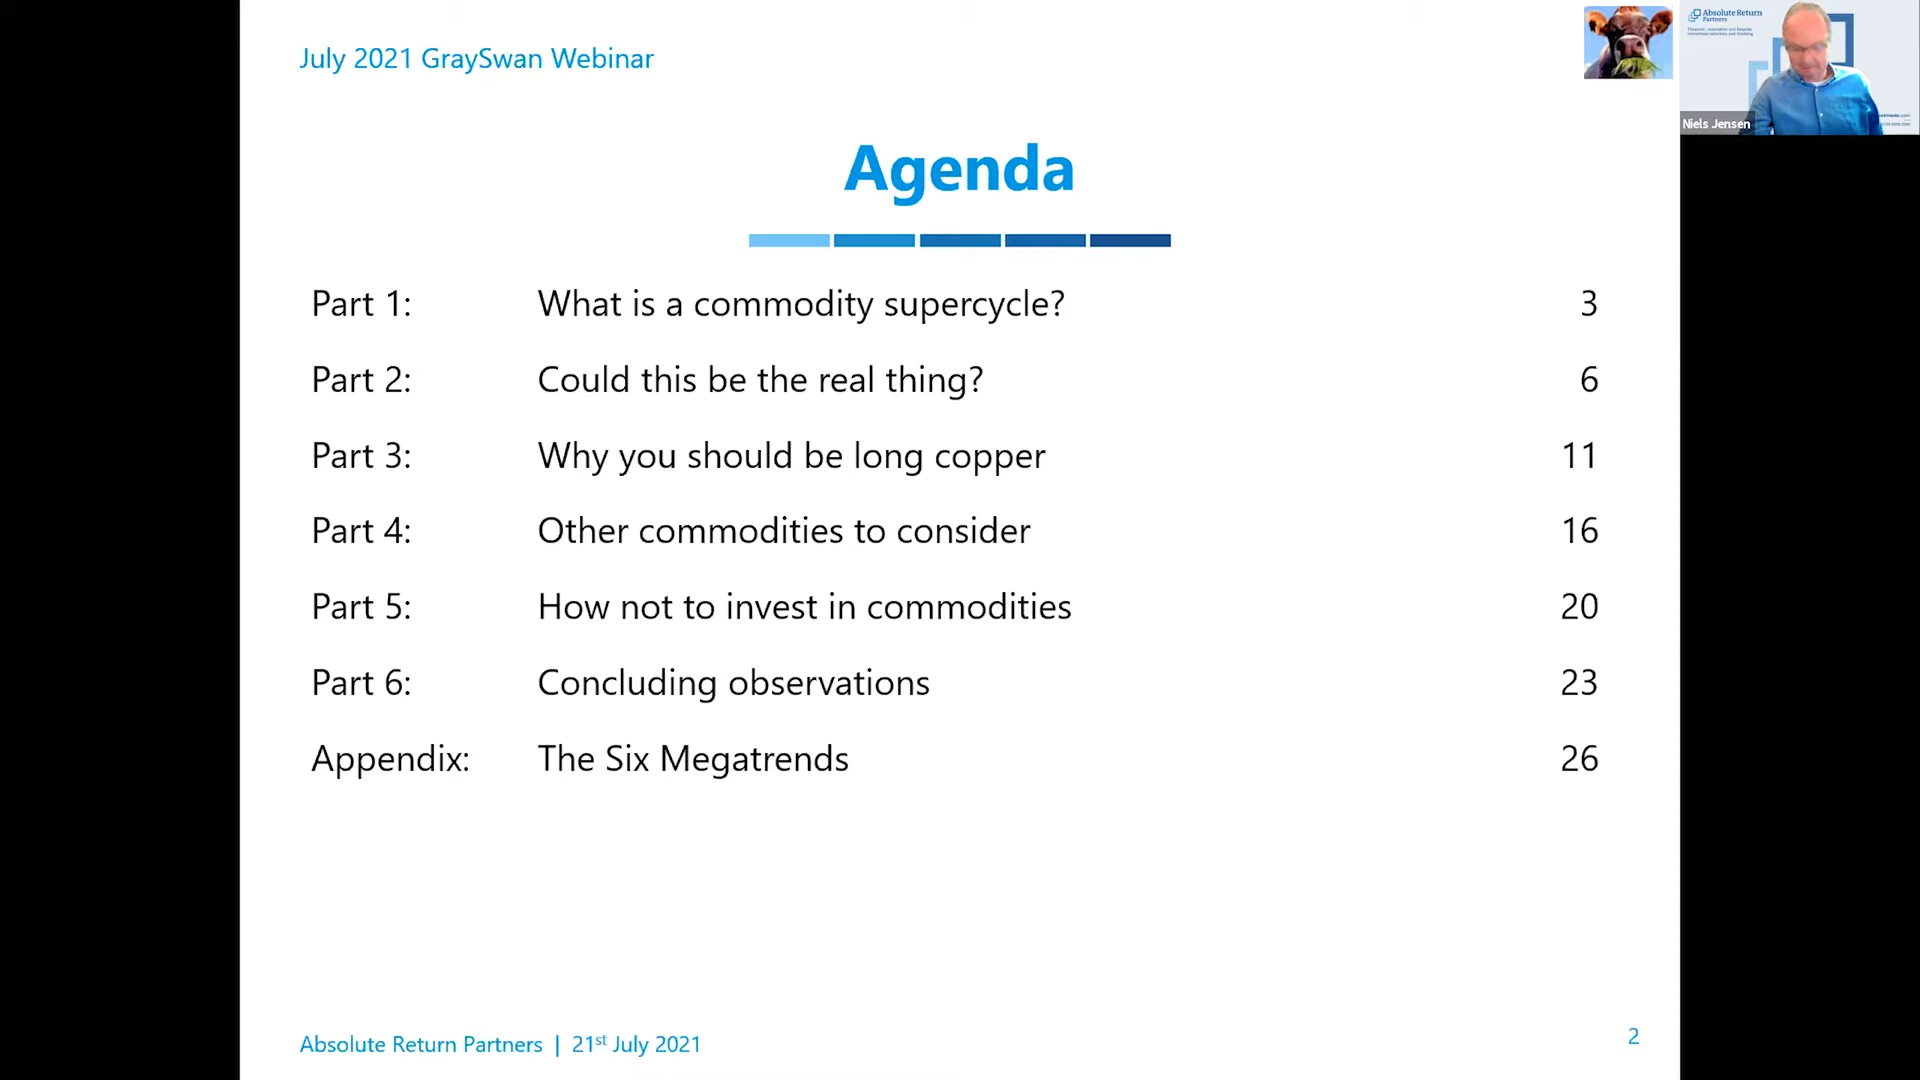 July 2021 GraySwan Webinar
Absolute Return
Partners
Niels Jensen
Agenda
Part 1: What is a commodity supercycle? 3
Part 2: Could this be the real thing? 6
Part 3: Why you should be long copper 11
Part 4: Other commodities to consider 16
Part 5: How not to invest in commodities 20
Part 6: Concluding observations 23
Appendix: The Six Megatrends 26
Absolute Return Partners | 21st July 2021
2